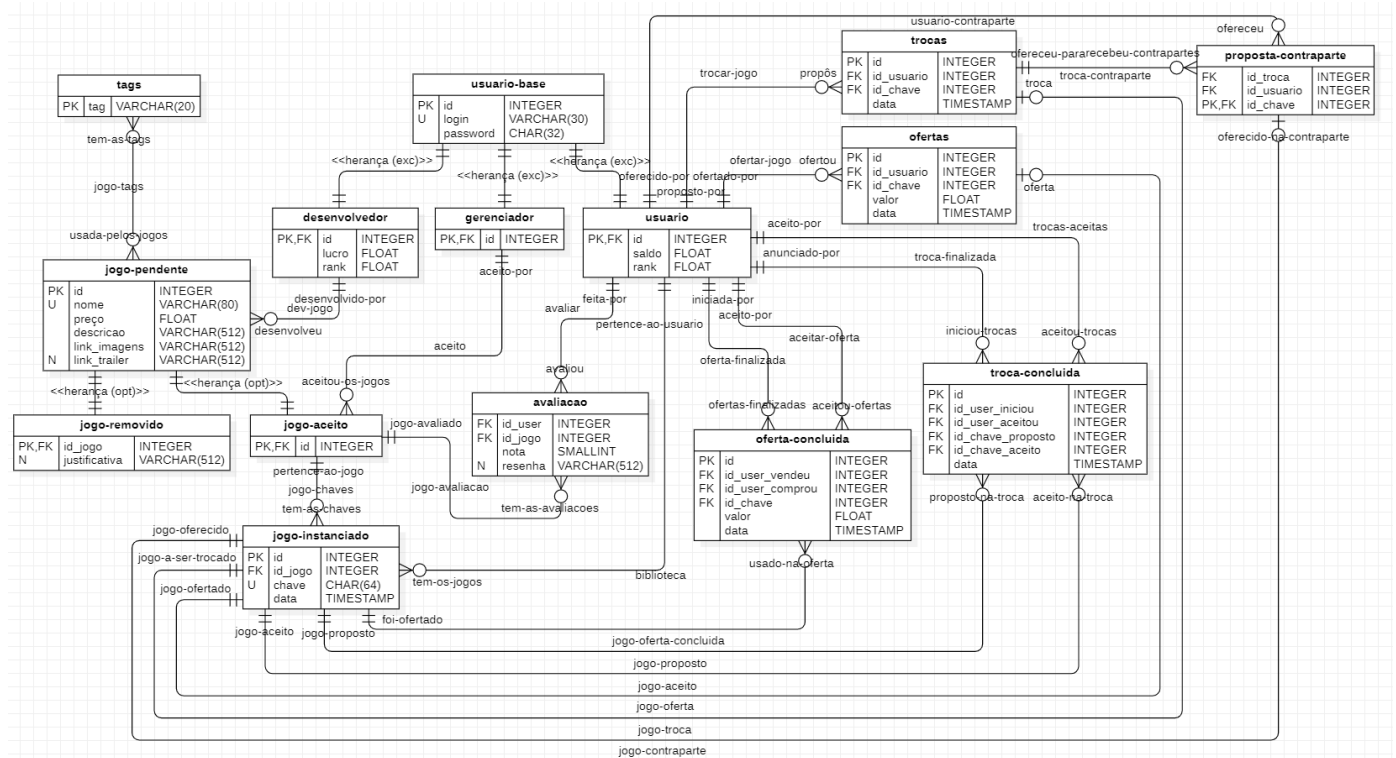 usuario-contraparte
ofereceu
trocas
PK id INTEGER
FK id_usuario INTEGER
FK id_chave INTEGER
data TIMESTAMP
ofereceu-para
recebeu-contrapartes
troca-contraparte
proposta-contraparte
FK id_troca INTEGER
FK id_usuario INTEGER
PK,FK id_chave INTEGER
oferecido-na-contraparte
trocar-jogo
propôs
troca
tags
PK tag VARCHAR(20)
tem-as-tags
jogo-tags
usada-pelos-jogos
usuario-base
PK id INTEGER
U login VARCHAR(30)
password CHAR(32)
<<herança (exc)>>
<<herança (exc)>>
<<herança (exc)>>
ofertas
PK id INTEGER
FK id_usuario INTEGER
FK id_chave INTEGER
valor FLOAT
data TIMESTAMP
ofertar-jogo
ofertou
oferecido-por
ofertado-por
proposto-por
oferta
desenvolvedor
PK,FK id INTEGER
lucro FLOAT
rank FLOAT
gerenciador
PK,FK id INTEGER
usuario
PK,FK id INTEGER
saldo FLOAT
rank FLOAT
aceito-por
trocas-aceitas
anunciado-por
troca-finalizada
aceito-por
jogo-pendente
PK id INTEGER
U nome VARCHAR(80)
preço FLOAT
descricao VARCHAR(512)
link_imagens VARCHAR(512)
N link_trailer VARCHAR(512)
desenvolvido-por
dev-jogo
desenvolveu
feita-por
avaliar
pertence-ao-usuario
iniciada-por
aceito-por
aceitar-oferta
oferta-finalizada
iniciou-trocas
aceitou-trocas
aceito
aceitou-os-jogos
avaliou
<<herança (opt)>>
<<herança (opt)>>
troca-concluida
PK id INTEGER
FK id_user_iniciou INTEGER
FK id_user_aceitou INTEGER
FK id_chave_proposto INTEGER
FK id_chave_aceito INTEGER
data TIMESTAMP
proposto-na-troca
aceito-na-troca
jogo-removido
PK,FK id_jogo INTEGER
N justificativa VARCHAR(512)
jogo-aceito
PK,FK id INTEGER
jogo-avaliado
avaliacao
FK id_user INTEGER
FK id_jogo INTEGER
nota SMALLINT
N resenha VARCHAR(512)
ofertas-finalizadas
aceitou-ofertas
oferta-concluida
PK id INTEGER
FK id_user_vendeu INTEGER
FK id_user_comprou INTEGER
FK id_chave INTEGER
valor FLOAT
data TIMESTAMP
usado-na-oferta
pertence-ao-jogo
jogo-chaves
tem-as-chaves
jogo-avaliacao
tem-as-avaliacoes
jogo-oferecido
jogo-a-ser-trocado
jogo-ofertado
jogo-instanciado
PK id INTEGER
FK id_jogo INTEGER
U chave CHAR(64)
data TIMESTAMP
tem-os-jogos
biblioteca
jogo-aceito
jogo-proposto
foi-ofertado
jogo-oferta-concluida
jogo-proposto
jogo-aceito
jogo-oferta
jogo-troca
jogo-contraparte